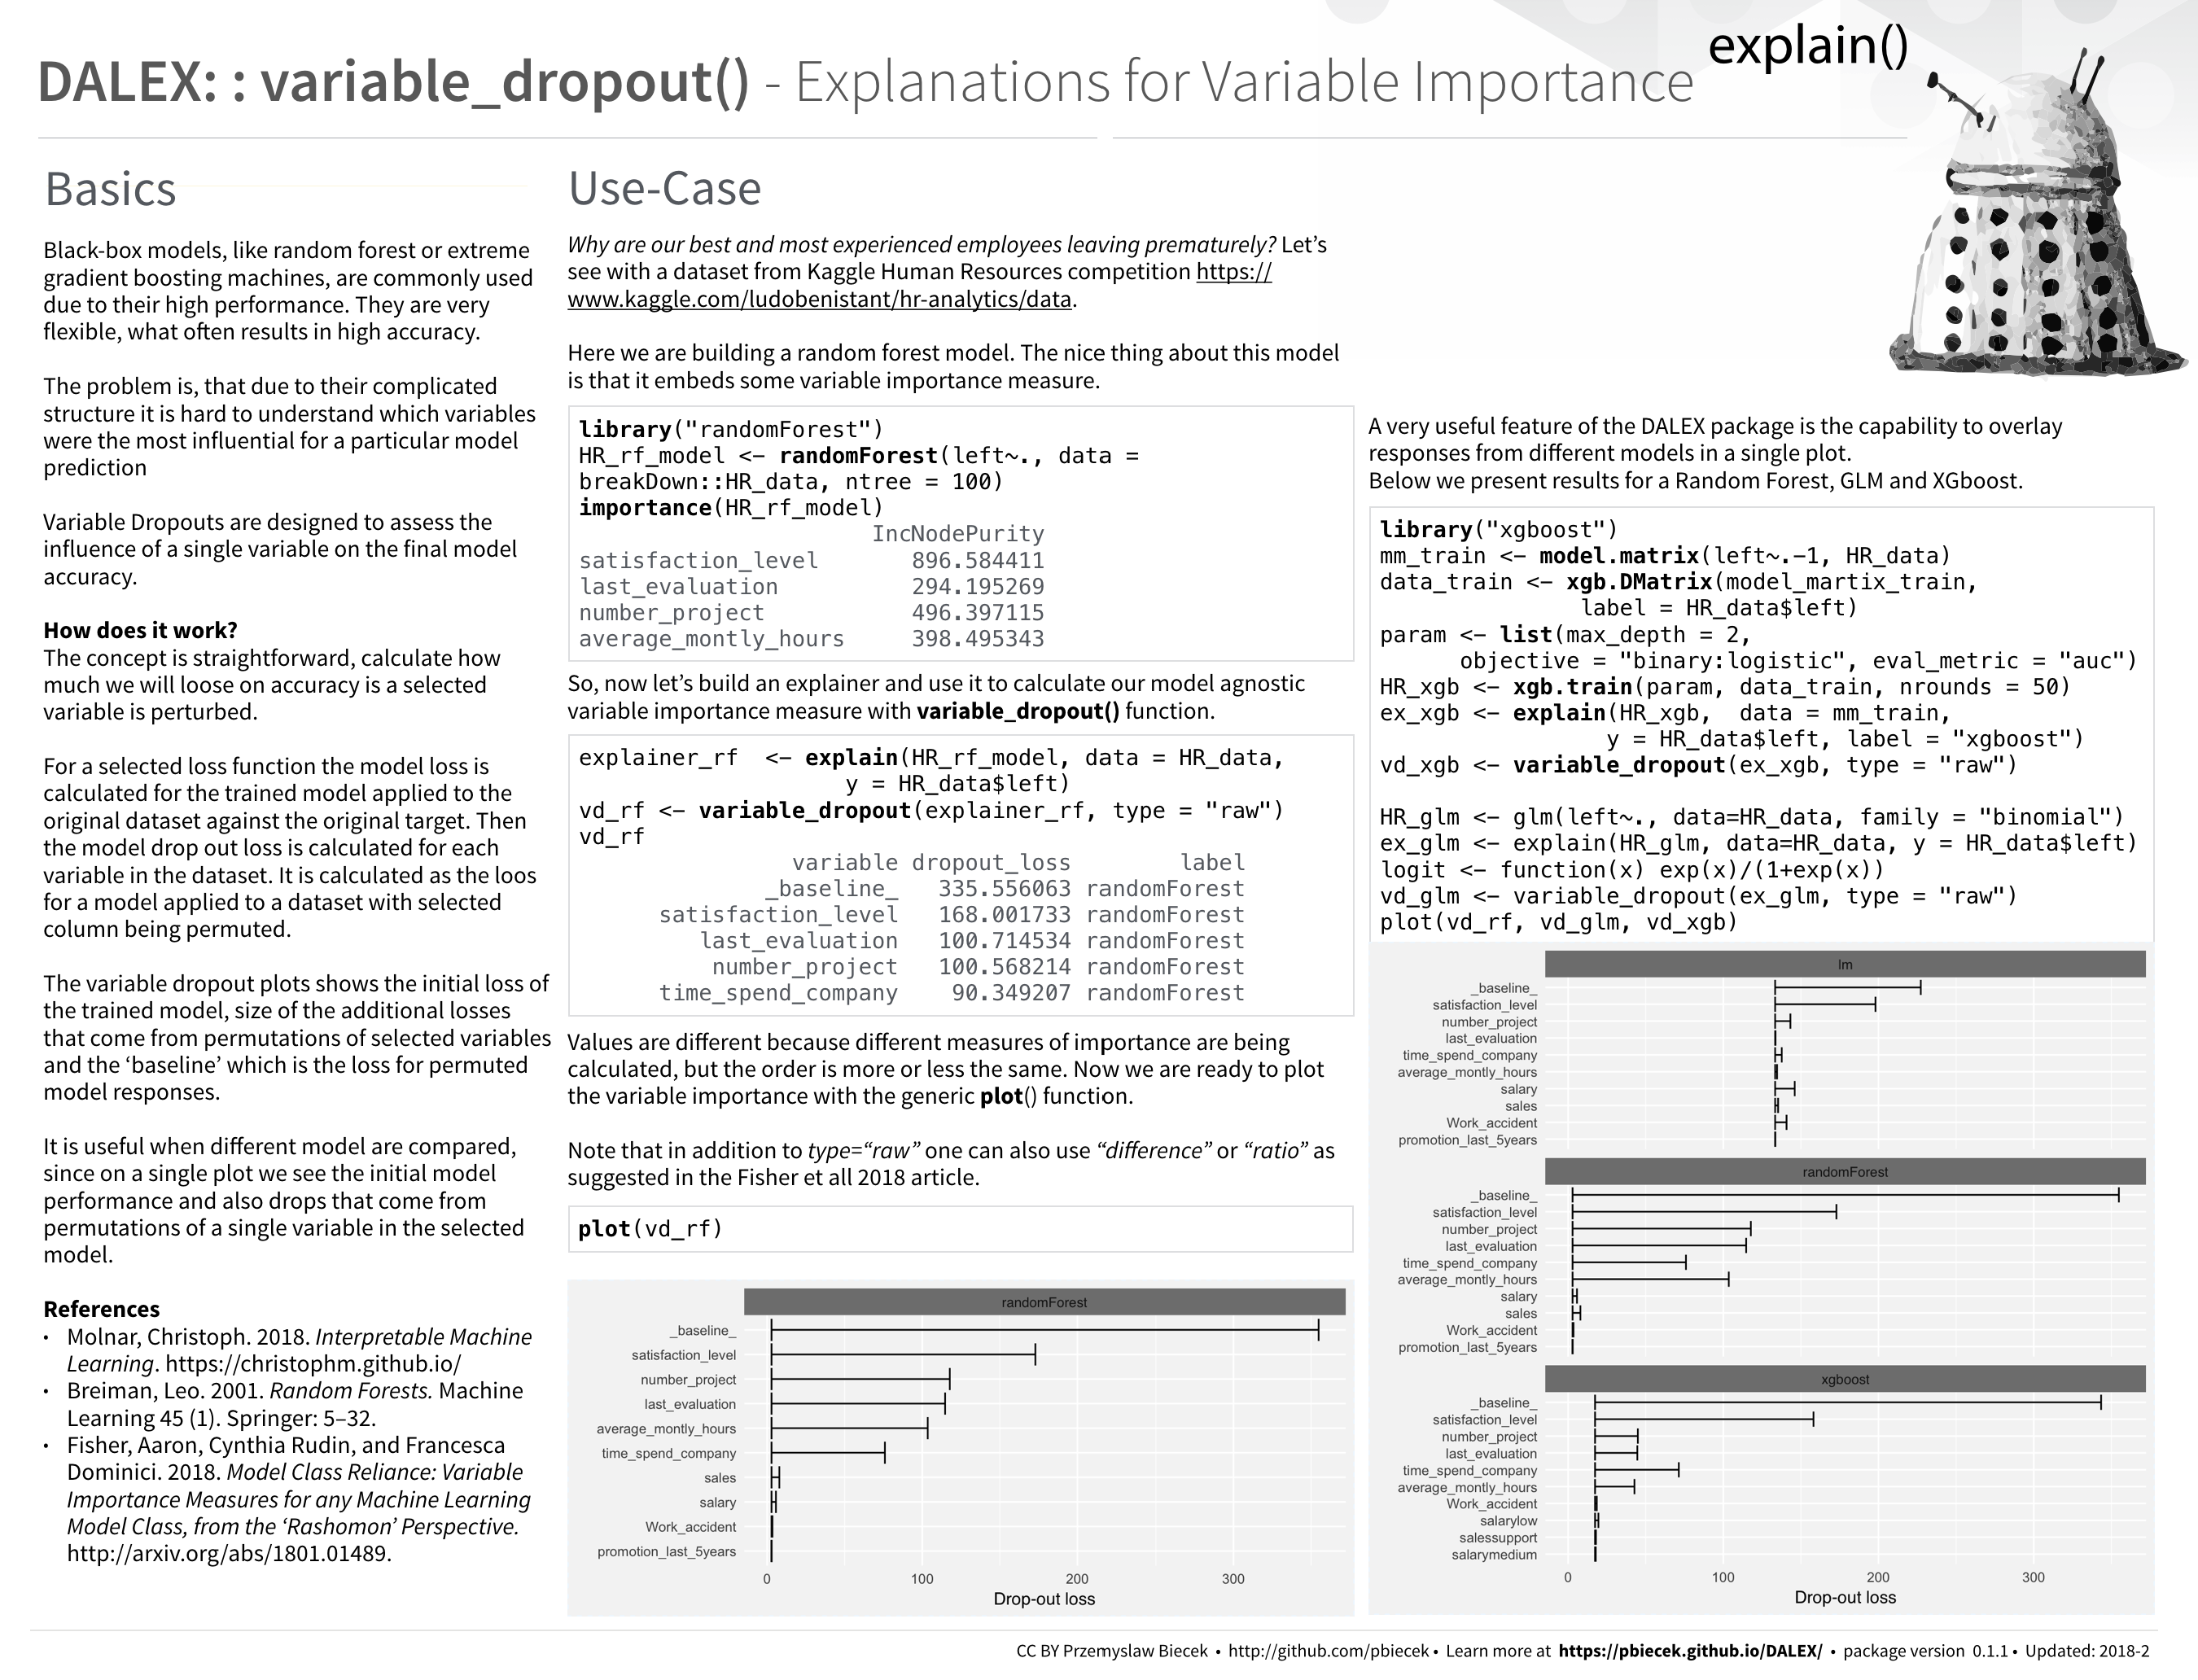 explain()
DALEX: : variable_dropout() - Explanations for Variable Importance
Basics
Black-box models, like random forest or extreme
gradient boosting machines, are commonly used
due to their high performance. They are very
flexible, what often results in high accuracy.
The problem is, that due to their complicated
structure it is hard to understand which variables
were the most influential for a particular model
prediction
Variable Dropouts are designed to assess the
influence of a single variable on the final model
accuracy.
How does it work?
The concept is straightforward, calculate how
much we will loose on accuracy is a selected
variable is perturbed.
For a selected loss function the model loss is
calculated for the trained model applied to the
original dataset against the original target. Then
the model drop out loss is calculated for each
variable in the dataset. It is calculated as the loos
for a model applied to a dataset with selected
column being permuted.
The variable dropout plots shows the initial loss of
the trained model, size of the additional losses
that come from permutations of selected variables
and the ‘baseline’ which is the loss for permuted
model responses.
It is useful when different model are compared,
since on a single plot we see the initial model
performance and also drops that come from
permutations of a single variable in the selected
model.
References
• Molnar, Christoph. 2018. Interpretable Machine
Learning. https://christophm.github.io/
• Breiman, Leo. 2001. Random Forests. Machine
Learning 45 (1). Springer: 5–32.
• Fisher, Aaron, Cynthia Rudin, and Francesca
Dominici. 2018. Model Class Reliance: Variable
Importance Measures for any Machine Learning
Model Class, from the ‘Rashomon’ Perspective.
http://arxiv.org/abs/1801.01489.
Use-Case
Why are our best and most experienced employees leaving prematurely? Let’s
see with a dataset from Kaggle Human Resources competition https://
www.kaggle.com/ludobenistant/hr-analytics/data.
Here we are building a random forest model. The nice thing about this model
is that it embeds some variable importance measure.
library("randomForest")
HR_rf_model <- randomForest(left~., data =
breakDown::HR_data, ntree = 100)
importance(HR_rf_model)
IncNodePurity
satisfaction_level 896.584411
last_evaluation 294.195269
number_project 496.397115
average_montly_hours 398.495343
So, now let’s build an explainer and use it to calculate our model agnostic
variable importance measure with variable_dropout() function.
explainer_rf <- explain(HR_rf_model, data = HR_data,
y = HR_data$left)
vd_rf <- variable_dropout(explainer_rf, type = "raw")
vd_rf
variable dropout_loss label
_baseline_ 335.556063 randomForest
satisfaction_level 168.001733 randomForest
last_evaluation 100.714534 randomForest
number_project 100.568214 randomForest
time_spend_company 90.349207 randomForest
Values are different because different measures of importance are being
calculated, but the order is more or less the same. Now we are ready to plot
the variable importance with the generic plot() function.
Note that in addition to type=“raw” one can also use “difference” or “ratio” as
suggested in the Fisher et all 2018 article.
plot(vd_rf)
randomForest
_baseline_
satisfaction_level
number_project
last_evaluation
average_montly_hours
time_spend_company
sales
salary
Work_accident
promotion_last_5years
0 100 200 300
Drop-out loss
A very useful feature of the DALEX package is the capability to overlay
responses from different models in a single plot.
Below we present results for a Random Forest, GLM and XGboost.
library("xgboost")
mm_train <- model.matrix(left~.-1, HR_data)
data_train <- xgb.DMatrix(model_martix_train,
label = HR_data$left)
param <- list(max_depth = 2,
objective = "binary:logistic", eval_metric = "auc")
HR_xgb <- xgb.train(param, data_train, nrounds = 50)
ex_xgb <- explain(HR_xgb, data = mm_train,
y = HR_data$left, label = "xgboost")
vd_xgb <- variable_dropout(ex_xgb, type = "raw")
HR_glm <- glm(left~., data=HR_data, family = "binomial")
ex_glm <- explain(HR_glm, data=HR_data, y = HR_data$left)
logit <- function(x) exp(x)/(1+exp(x))
vd_glm <- variable_dropout(ex_glm, type = "raw")
plot(vd_rf, vd_glm, vd_xgb)
lm
_baseline_
satisfaction_level
number_project
last_evaluation
time_spend_company
average_montly_hours
salary
sales
Work_accident
promotion_last_5years
randomForest
_baseline_
satisfaction_level
number_project
last_evaluation
time_spend_company
average_montly_hours
salary
sales
Work_accident
promotion_last_5years
xgboost
_baseline_
satisfaction_level
number_project
last_evaluation
time_spend_company
average_montly_hours
Work_accident
salarylow
salessupport
salarymedium
0 100 200 300
Drop-out loss
CC BY Przemyslaw Biecek • http://github.com/pbiecek • Learn more at https://pbiecek.github.io/DALEX/ • package version 0.1.1 • Updated: 2018-2